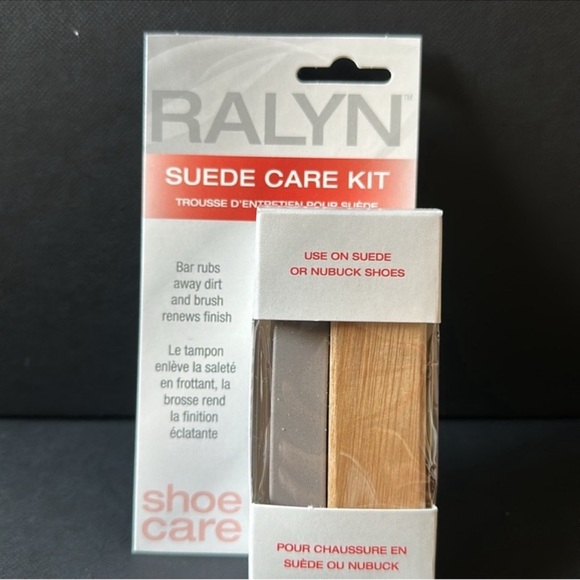 RALYN™
SUEDE CARE KIT
TROUSSE D'ENTRETIEN POUR SUÈDE
Bar rubs
away dirt
and brush
renews finish
Le tampon
enlève la saleté
en frottant, la
brosse rend
la finition
éclatante
shoe
care
USE ON SUEDE
OR NUBUCK SHOES
POUR CHAUSSURE EN
SUÈDE OU NUBUCK